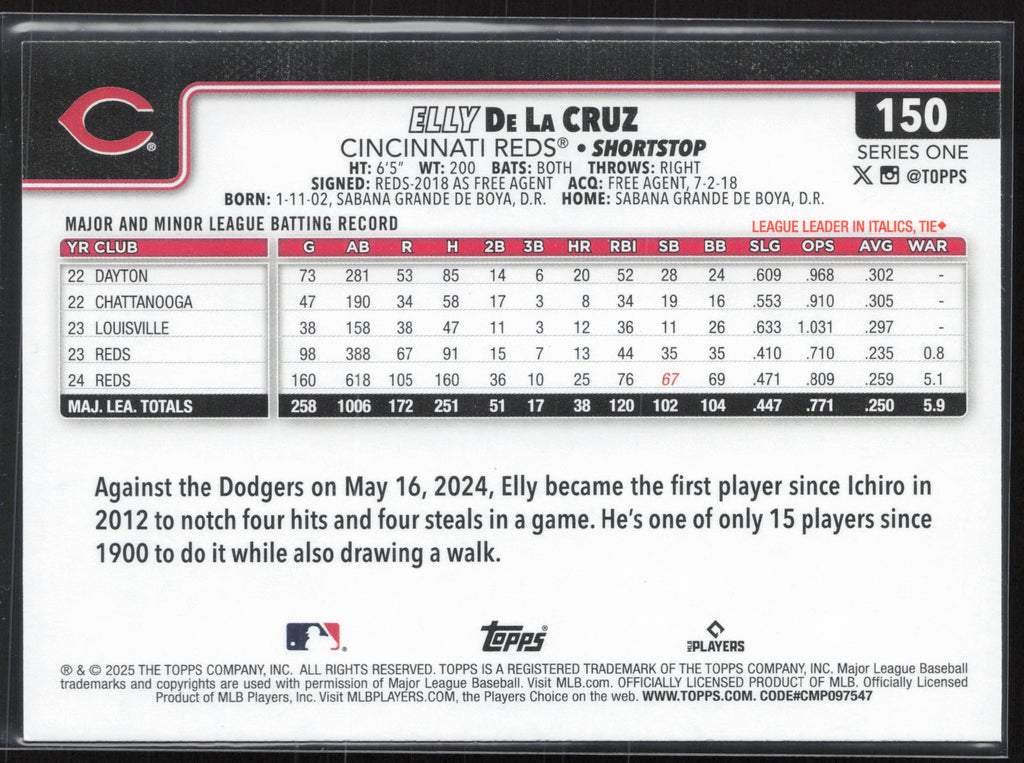 C®
ELLY DE LA CRUZ
150
CINCINNATI REDS® • SHORTSTOP
SERIES ONE
HT: 6'5" WT: 200 BATS: BOTH THROWS: RIGHT
@TOPPS
SIGNED: REDS-2018 AS FREE AGENT ACQ: FREE AGENT, 7-2-18
BORN: 1-11-02, SABANA GRANDE DE BOYA, D.R. HOME: SABANA GRANDE DE BOYA, D.R.
MAJOR AND MINOR LEAGUE BATTING RECORD
LEAGUE LEADER IN ITALICS, TIE◆
YR CLUB G AB R H 2B 3B HR RBI SB BB SLG OPS AVG WAR
22 DAYTON 73 281 53 85 14 6 20 52 28 24 .609 .968 .302 -
22 CHATTANOOGA 47 190 34 58 17 3 8 34 19 16 .553 .910 .305 -
23 LOUISVILLE 38 158 38 47 11 3 12 36 11 26 .633 1.031 .297 -
23 REDS 98 388 67 91 15 7 13 44 35 35 .410 .710 .235 0.8
24 REDS 160 618 105 160 36 10 25 76 67 69 .471 .809 .259 5.1
MAJ. LEA. TOTALS 258 1006 172 251 51 17 38 120 102 104 .447 .771 .250 5.9
Against the Dodgers on May 16, 2024, Elly became the first player since Ichiro in
2012 to notch four hits and four steals in a game. He's one of only 15 players since
1900 to do it while also drawing a walk.
TOPPS®
MLB PLAYERS
® & © 2025 THE TOPPS COMPANY, INC. ALL RIGHTS RESERVED. TOPPS IS A REGISTERED TRADEMARK OF THE TOPPS COMPANY, INC. Major League Baseball
trademarks and copyrights are used with permission of Major League Baseball. Visit MLB.com. OFFICIALLY LICENSED PRODUCT OF MLB. Officially Licensed
Product of MLB Players, Inc. Visit MLBPLAYERS.COM, the Players Choice on the web. WWW.TOPPS.COM. CODE#CMP097547